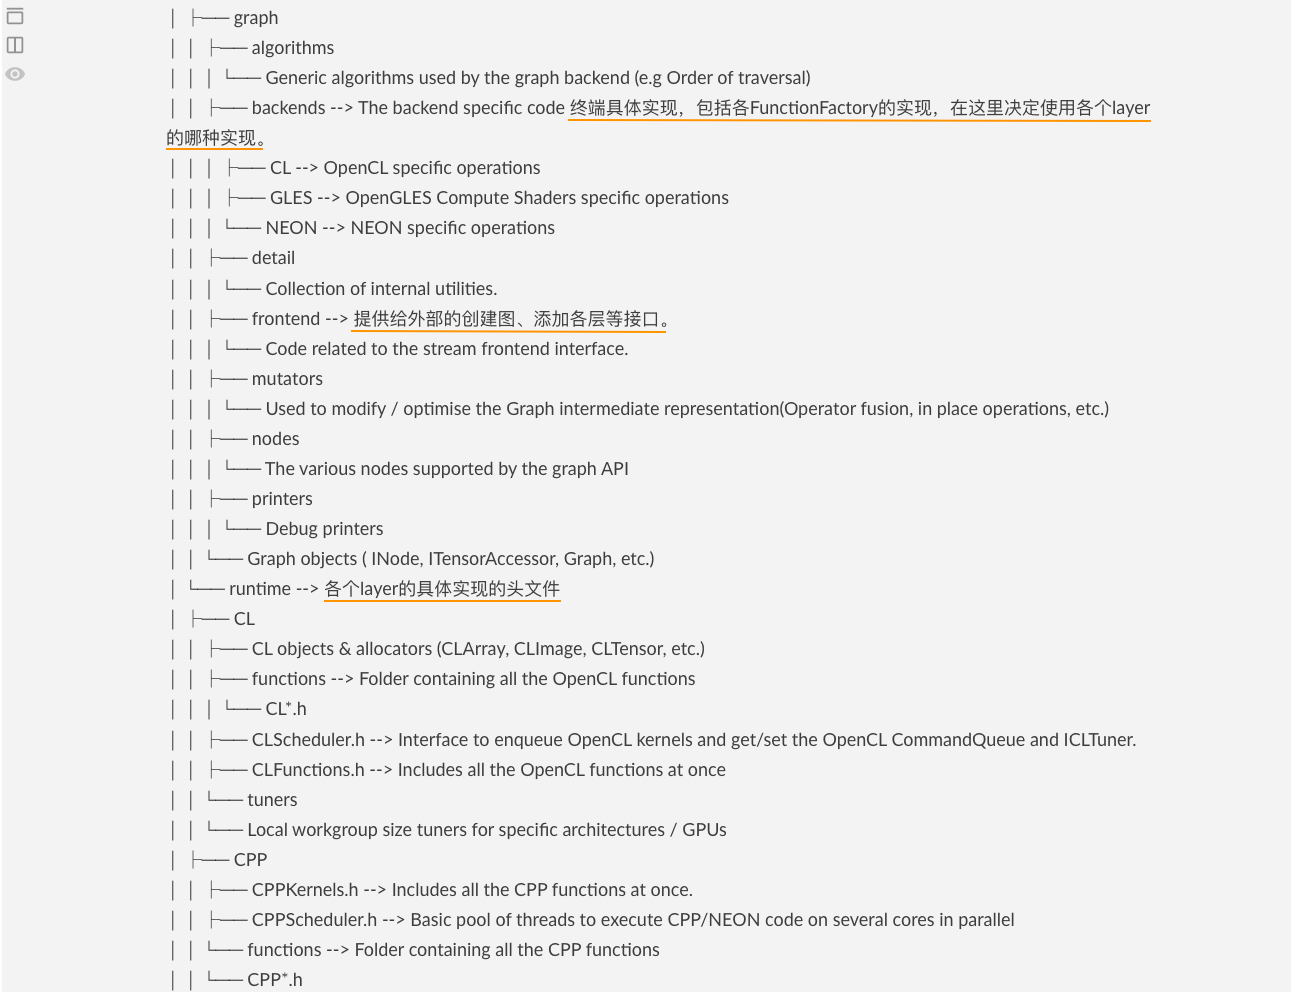 │ ├── graph
│ │ ├── algorithms
│ │ │ └── Generic algorithms used by the graph backend (e.g Order of traversal)
│ │ ├── backends --> The backend specific code 终端具体实现，包括各FunctionFactory的实现，在这里决定使用各个layer
的哪种实现。
│ │ │ ├── CL --> OpenCL specific operations
│ │ │ ├── GLES --> OpenGLES Compute Shaders specific operations
│ │ │ └── NEON --> NEON specific operations
│ │ ├── detail
│ │ │ └── Collection of internal utilities.
│ │ ├── frontend --> 提供给外部的创建图、添加各层等接口。
│ │ │ └── Code related to the stream frontend interface.
│ │ ├── mutators
│ │ │ └── Used to modify / optimise the Graph intermediate representation(Operator fusion, in place operations, etc.)
│ │ ├── nodes
│ │ │ └── The various nodes supported by the graph API
│ │ ├── printers
│ │ │ └── Debug printers
│ │ └── Graph objects ( INode, ITensorAccessor, Graph, etc.)
│ └── runtime --> 各个layer的具体实现的头文件
│ ├── CL
│ │ ├── CL objects & allocators (CLArray, CLImage, CLTensor, etc.)
│ │ ├── functions --> Folder containing all the OpenCL functions
│ │ │ └── CL*.h
│ │ ├── CLScheduler.h --> Interface to enqueue OpenCL kernels and get/set the OpenCL CommandQueue and ICLTuner.
│ │ ├── CLFunctions.h --> Includes all the OpenCL functions at once
│ │ └── tuners
│ │ └── Local workgroup size tuners for specific architectures / GPUs
│ ├── CPP
│ │ ├── CPPKernels.h --> Includes all the CPP functions at once.
│ │ ├── CPPScheduler.h --> Basic pool of threads to execute CPP/NEON code on several cores in parallel
│ │ └── functions --> Folder containing all the CPP functions
│ │ └── CPP*.h